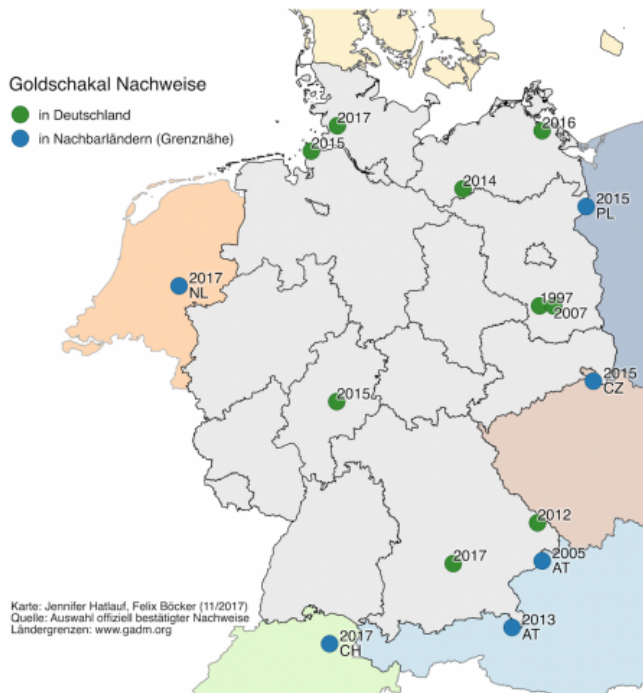 Goldschakal Nachweise
in Deutschland
in Nachbarländern (Grenznähe)
2017
2015
2016
2014
2015
PL
2017
NL
1997
2007
2015
CZ
2015
2012
2005
AT
2017
2013
AT
2017
CH
Karte: Jennifer Hatlauf, Felix Böcker (11/2017)
Quelle: Auswahl offiziell bestätigter Nachweise
Ländergrenzen: www.gadm.org